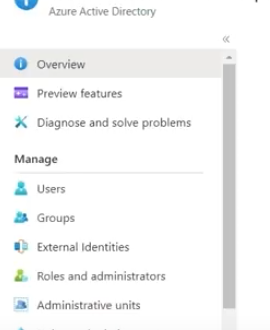 Azure Active Directory
«
Overview
Preview features
Diagnose and solve problems
Manage
Users
Groups
External Identities
Roles and administrators
Administrative units